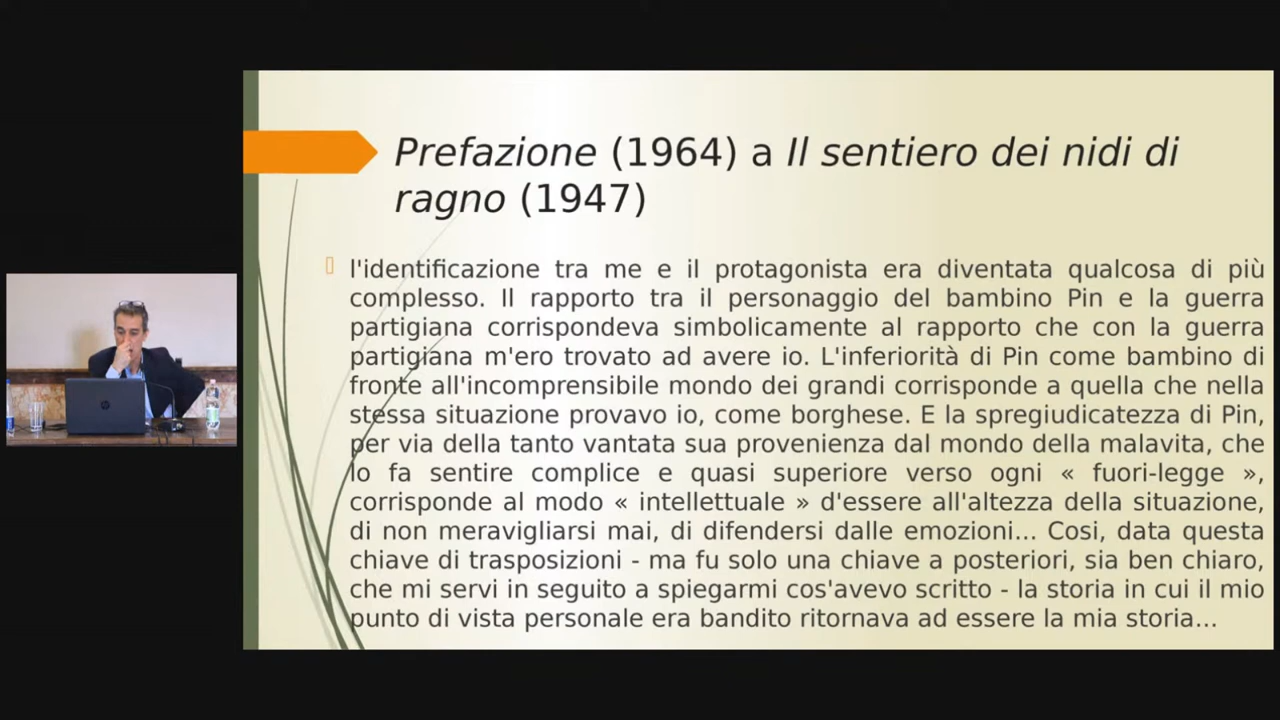 Prefazione (1964) a Il sentiero dei nidi di
ragno (1947)
l'identificazione tra me e il protagonista era diventata qualcosa di più
complesso. Il rapporto tra il personaggio del bambino Pin e la guerra
partigiana corrispondeva simbolicamente al rapporto che con la guerra
partigiana m'ero trovato ad avere io. L'inferiorità di Pin come bambino di
fronte all'incomprensibile mondo dei grandi corrisponde a quella che nella
stessa situazione provavo io, come borghese. E la spregiudicatezza di Pin,
per via della tanto vantata sua provenienza dal mondo della malavita, che
lo fa sentire complice e quasi superiore verso ogni « fuori-legge »,
corrisponde al modo « intellettuale » d'essere all'altezza della situazione,
di non meravigliarsi mai, di difendersi dalle emozioni... Cosi, data questa
chiave di trasposizioni - ma fu solo una chiave a posteriori, sia ben chiaro,
che mi servi in seguito a spiegarmi cos'avevo scritto - la storia in cui il mio
punto di vista personale era bandito ritornava ad essere la mia storia...